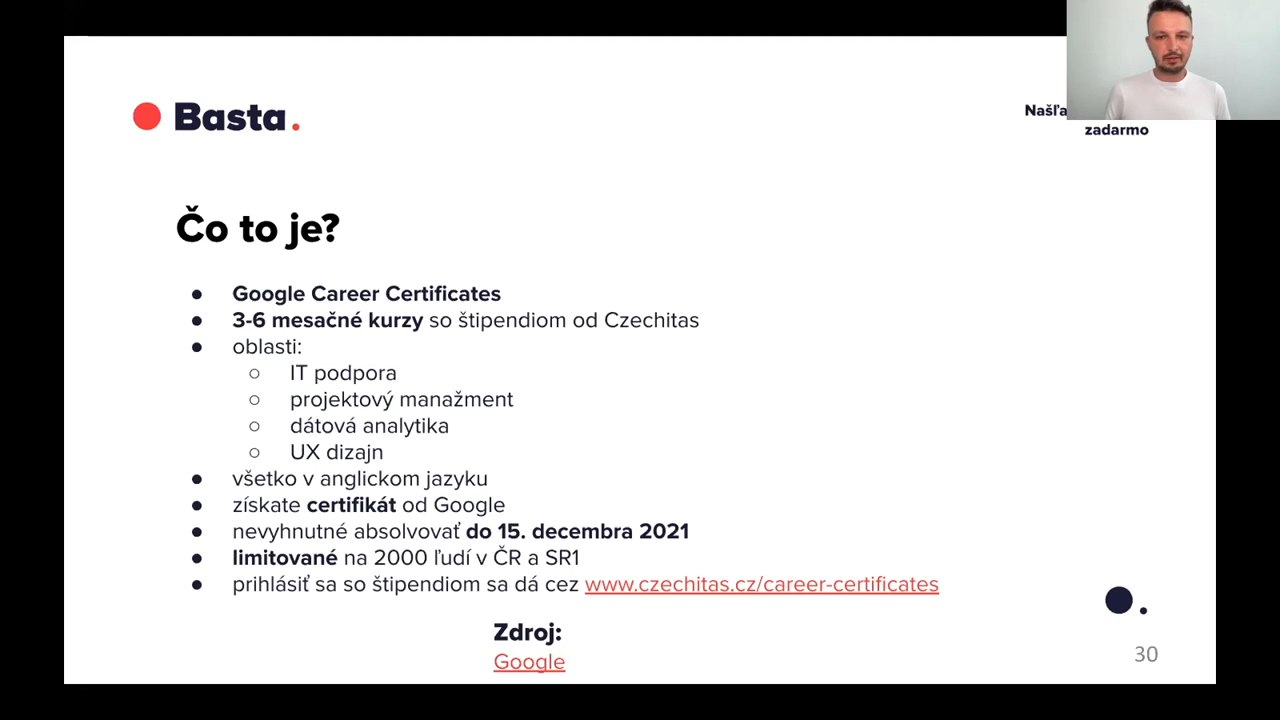 Basta.
zadarmo
Čo to je?
● Google Career Certificates
● 3-6 mesačné kurzy so štipendiom od Czechitas
● oblasti:
○ IT podpora
○ projektový manažment
○ dátová analytika
○ UX dizajn
● všetko v anglickom jazyku
● získate certifikát od Google
● nevyhnutné absolvovať do 15. decembra 2021
● limitované na 2000 ľudí v ČR a SR1
● prihlásiť sa so štipendiom sa dá cez www.czechitas.cz/career-certificates
Zdroj:
Google
30